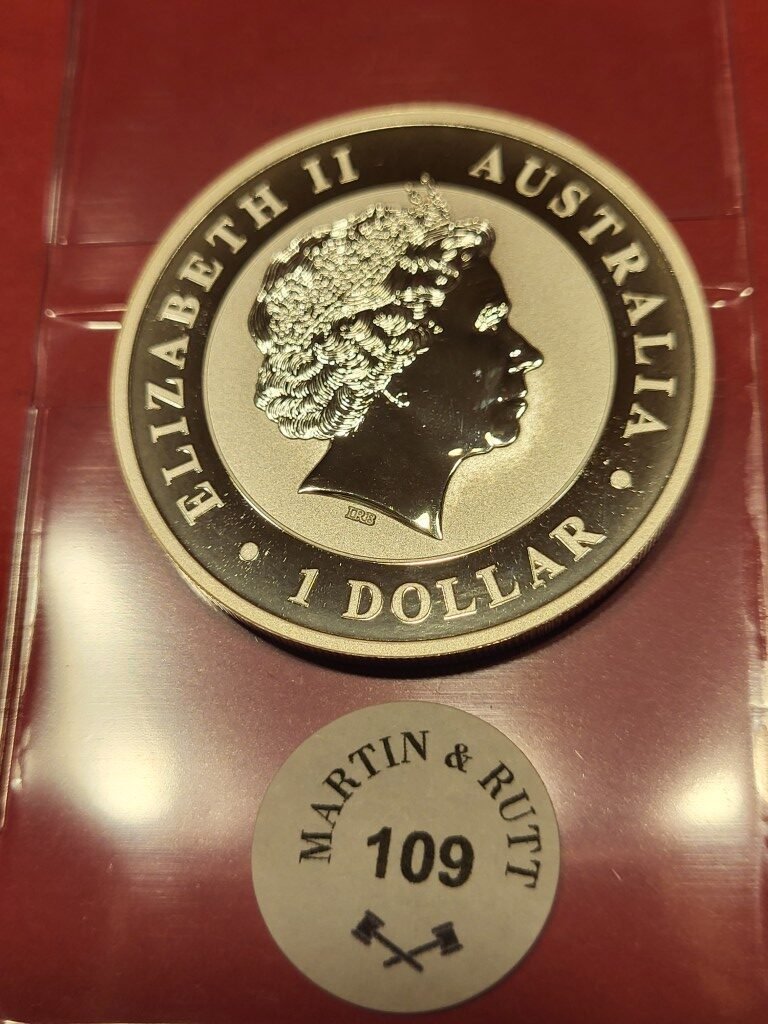 ELIZABETH II AUSTRALIA
• 1 DOLLAR •
IRB
MARTIN & RUTT
109